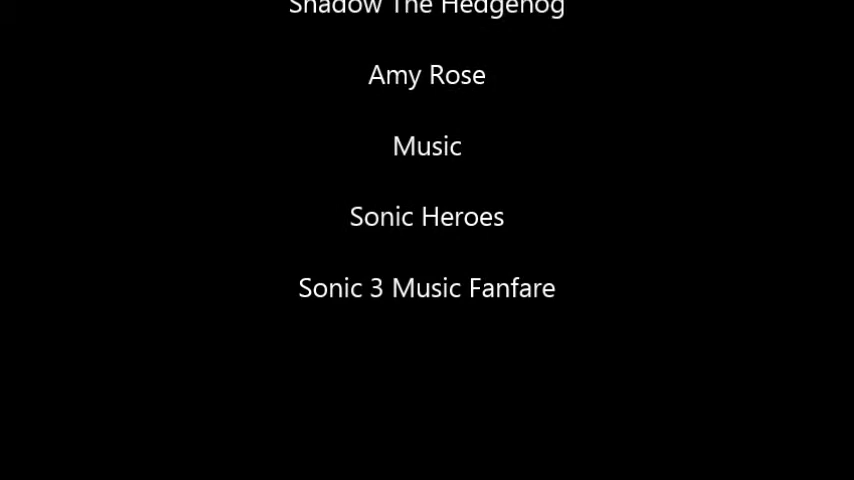 Shadow The Hedgehog
Amy Rose
Music
Sonic Heroes
Sonic 3 Music Fanfare